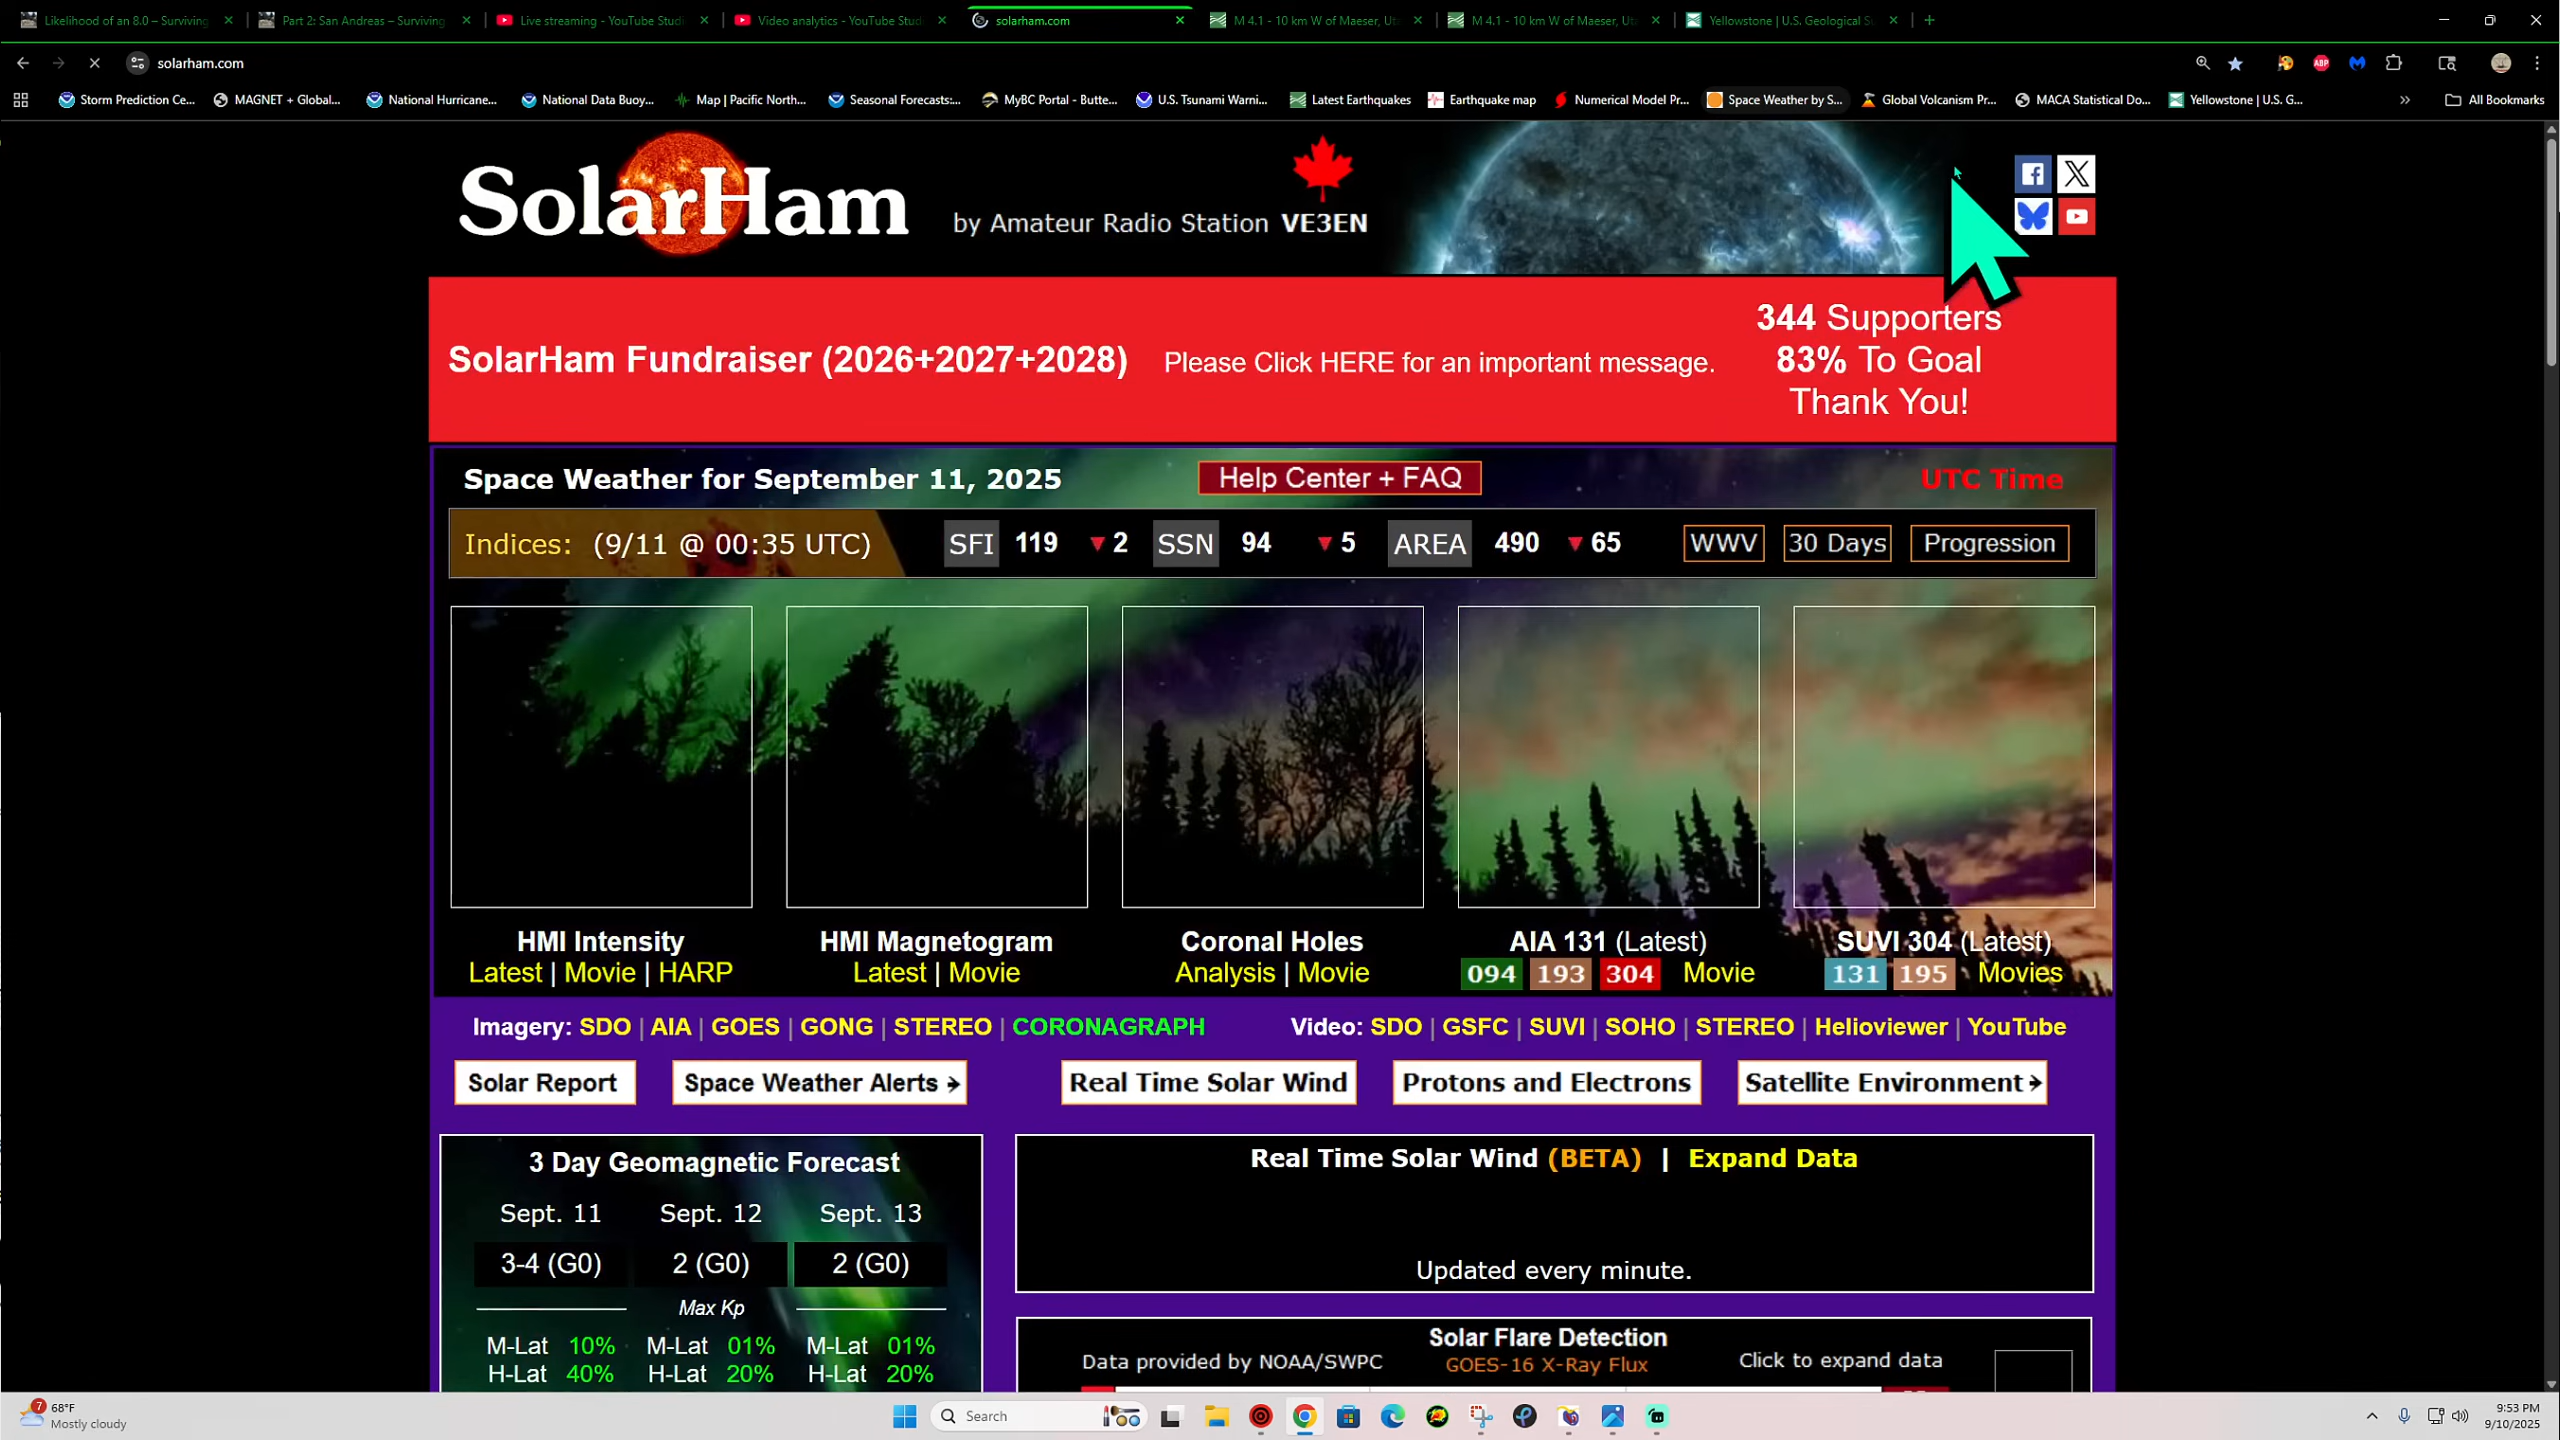 Likelihood of an 8.0 – Surviving
Part 2: San Andreas – Surviving
Live streaming - YouTube Studi
Video analytics - YouTube Stud
solarham.com
M 4.1 - 10 km W of Maeser, Uta
M 4.1 - 10 km W of Maeser, Uta
Yellowstone | U.S. Geological Su
solarham.com
ABP
Storm Prediction Ce...
MAGNET + Global...
National Hurricane...
National Data Buoy...
Map | Pacific North...
Seasonal Forecasts:...
MyBC Portal - Butte...
U.S. Tsunami Warni...
Latest Earthquakes
Earthquake map
Numerical Model Pr...
Space Weather by S...
Global Volcanism Pr...
MACA Statistical Do...
Yellowstone | U.S. G...
All Bookmarks
SolarHam
by Amateur Radio Station VE3EN
SolarHam Fundraiser (2026+2027+2028)
Please Click HERE for an important message.
344 Supporters
83% To Goal
Thank You!
Space Weather for September 11, 2025
Help Center + FAQ
UTC Time
Indices: (9/11 @ 00:35 UTC)
SFI 119 ▼ 2 SSN 94 ▼ 5 AREA 490 ▼ 65
WWV 30 Days Progression
HMI Intensity
Latest | Movie | HARP
HMI Magnetogram
Latest | Movie
Coronal Holes
Analysis | Movie
AIA 131 (Latest)
094 193 304 Movie
SUVI 304 (Latest)
131 195 Movies
Imagery: SDO | AIA | GOES | GONG | STEREO | CORONAGRAPH
Video: SDO | GSFC | SUVI | SOHO | STEREO | Helioviewer | YouTube
Solar Report
Space Weather Alerts →
Real Time Solar Wind
Protons and Electrons
Satellite Environment →
3 Day Geomagnetic Forecast
Sept. 11 Sept. 12 Sept. 13
3-4 (G0) 2 (G0) 2 (G0)
Max Kp
M-Lat 10% M-Lat 01% M-Lat 01%
H-Lat 40% H-Lat 20% H-Lat 20%
Real Time Solar Wind (BETA) | Expand Data
Updated every minute.
Solar Flare Detection
Data provided by NOAA/SWPC
GOES-16 X-Ray Flux
Click to expand data
7
68°F
Mostly cloudy
Search
9:53 PM
9/10/2025